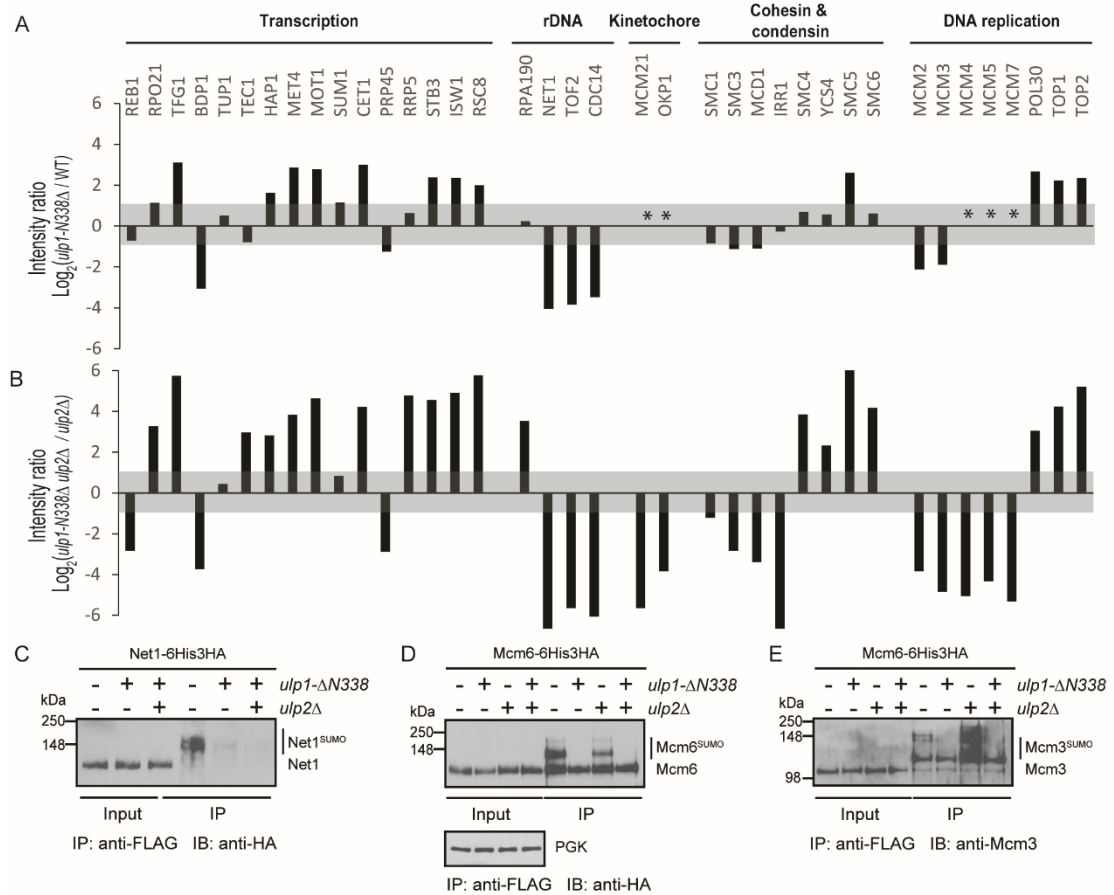 A
Transcription
rDNA
Kinetochore
Cohesin &
condensin
DNA replication
REB1
RPO21
TFG1
BDP1
TUP1
TEC1
HAP1
MET4
MOT1
SUM1
CET1
PRP45
RRP5
STB3
ISW1
RSC8
RPA190
NET1
TOF2
CDC14
MCM21
OKP1
SMC1
SMC3
MCD1
IRR1
SMC4
YCS4
SMC5
SMC6
MCM2
MCM3
MCM4
MCM5
MCM7
POL30
TOP1
TOP2
Intensity ratio
Log2(ulp1-N338Δ / WT)
6
4
2
0
-2
-4
-6
* *
* * *
B
Intensity ratio
Log2(ulp1-N338Δ ulp2Δ / ulp2Δ)
6
4
2
0
-2
-4
-6
C
Net1-6His3HA
- + + - + + ulp1-ΔN338
+ + ulp2Δ
kDa
250
148
Net1SUMO
Net1
Input
IP
IP: anti-FLAG IB: anti-HA
D
Mcm6-6His3HA
- + - + - + - + ulp1-ΔN338
- - + + - - + + ulp2Δ
kDa
250
148
Mcm6SUMO
Mcm6
Input
IP
PGK
IP: anti-FLAG IB: anti-HA
E
Mcm6-6His3HA
- + - + - + - + ulp1-ΔN338
- - + + - - + + ulp2Δ
kDa
250
148
98
Mcm3SUMO
Mcm3
Input
IP
IP: anti-FLAG IB: anti-Mcm3